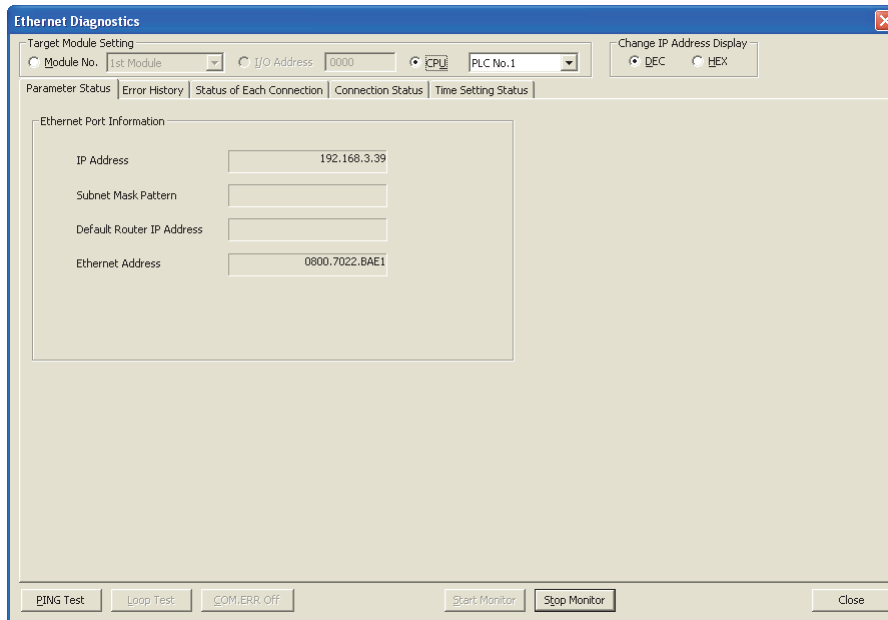 Ethernet Diagnostics
Target Module Setting
Module No. 1st Module I/O Address 0000 CPU PLC No.1
Change IP Address Display
DEC HEX
Parameter Status Error History Status of Each Connection Connection Status Time Setting Status
Ethernet Port Information
IP Address 192.168.3.39
Subnet Mask Pattern
Default Router IP Address
Ethernet Address 0800.7022.BAE1
PING Test Loop Test COM.ERR Off Start Monitor Stop Monitor Close